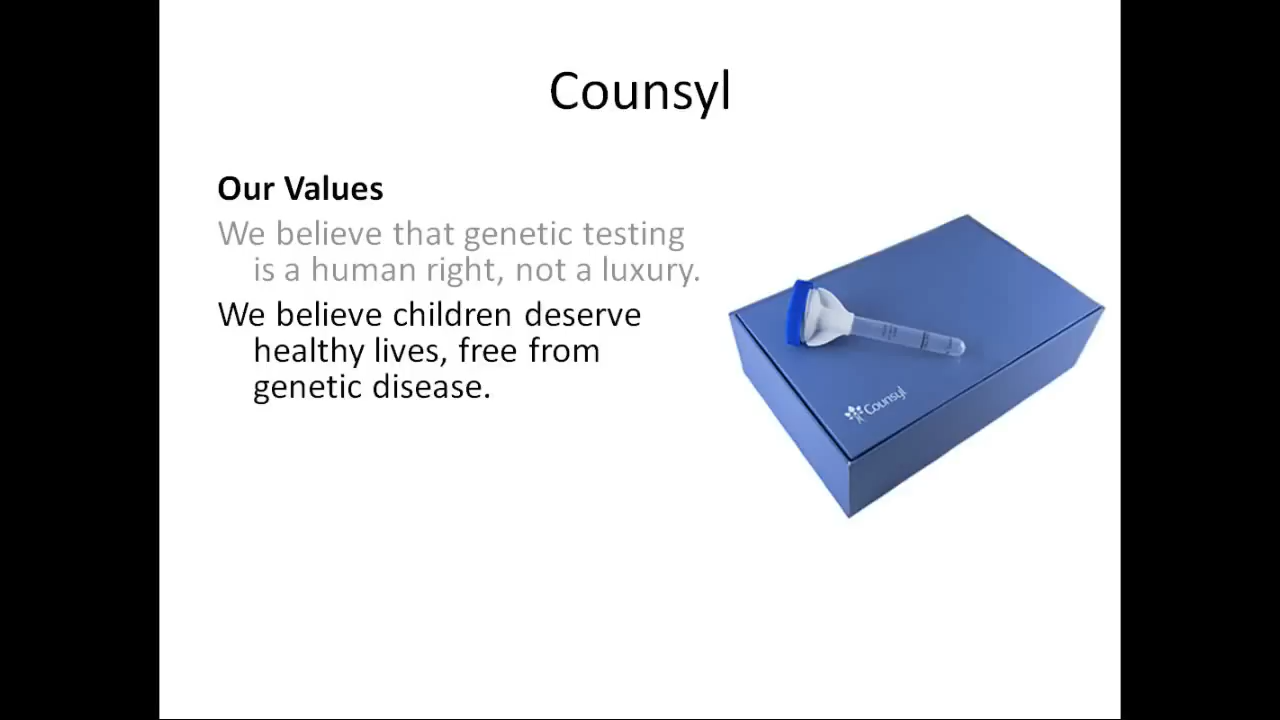 Counsyl
Our Values
We believe that genetic testing
is a human right, not a luxury.
We believe children deserve
healthy lives, free from
genetic disease.
Counsyl